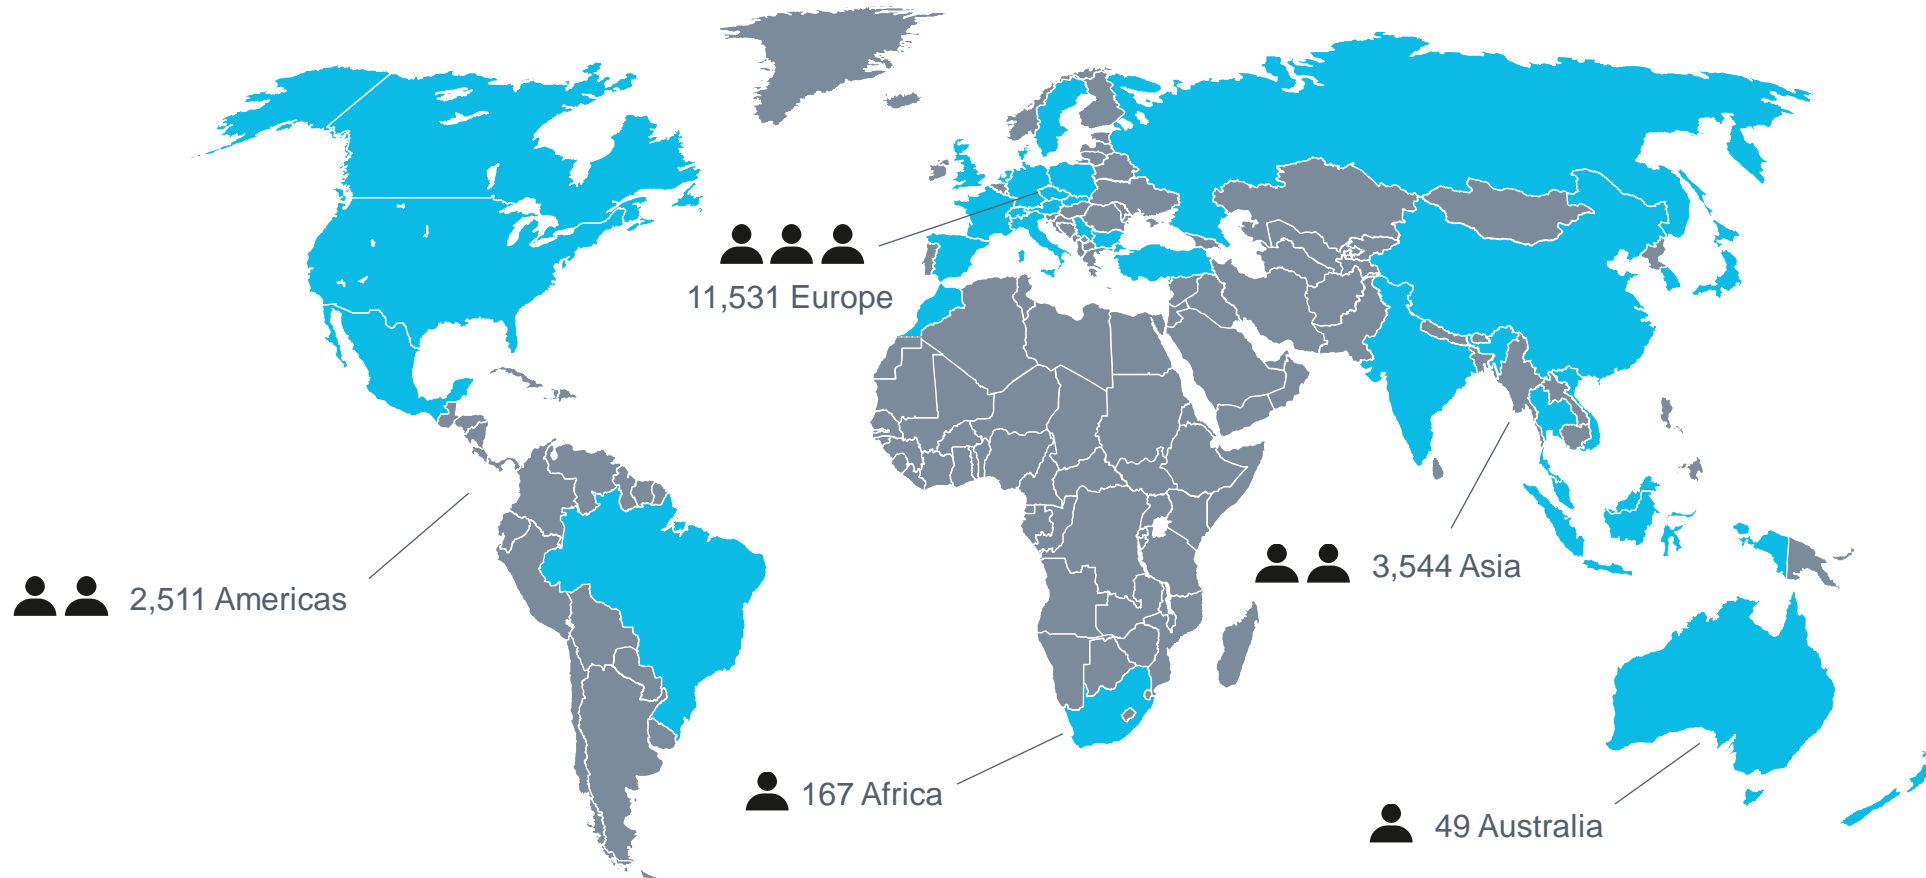 11,531 Europe
3,544 Asia
2,511 Americas
167 Africa
49 Australia